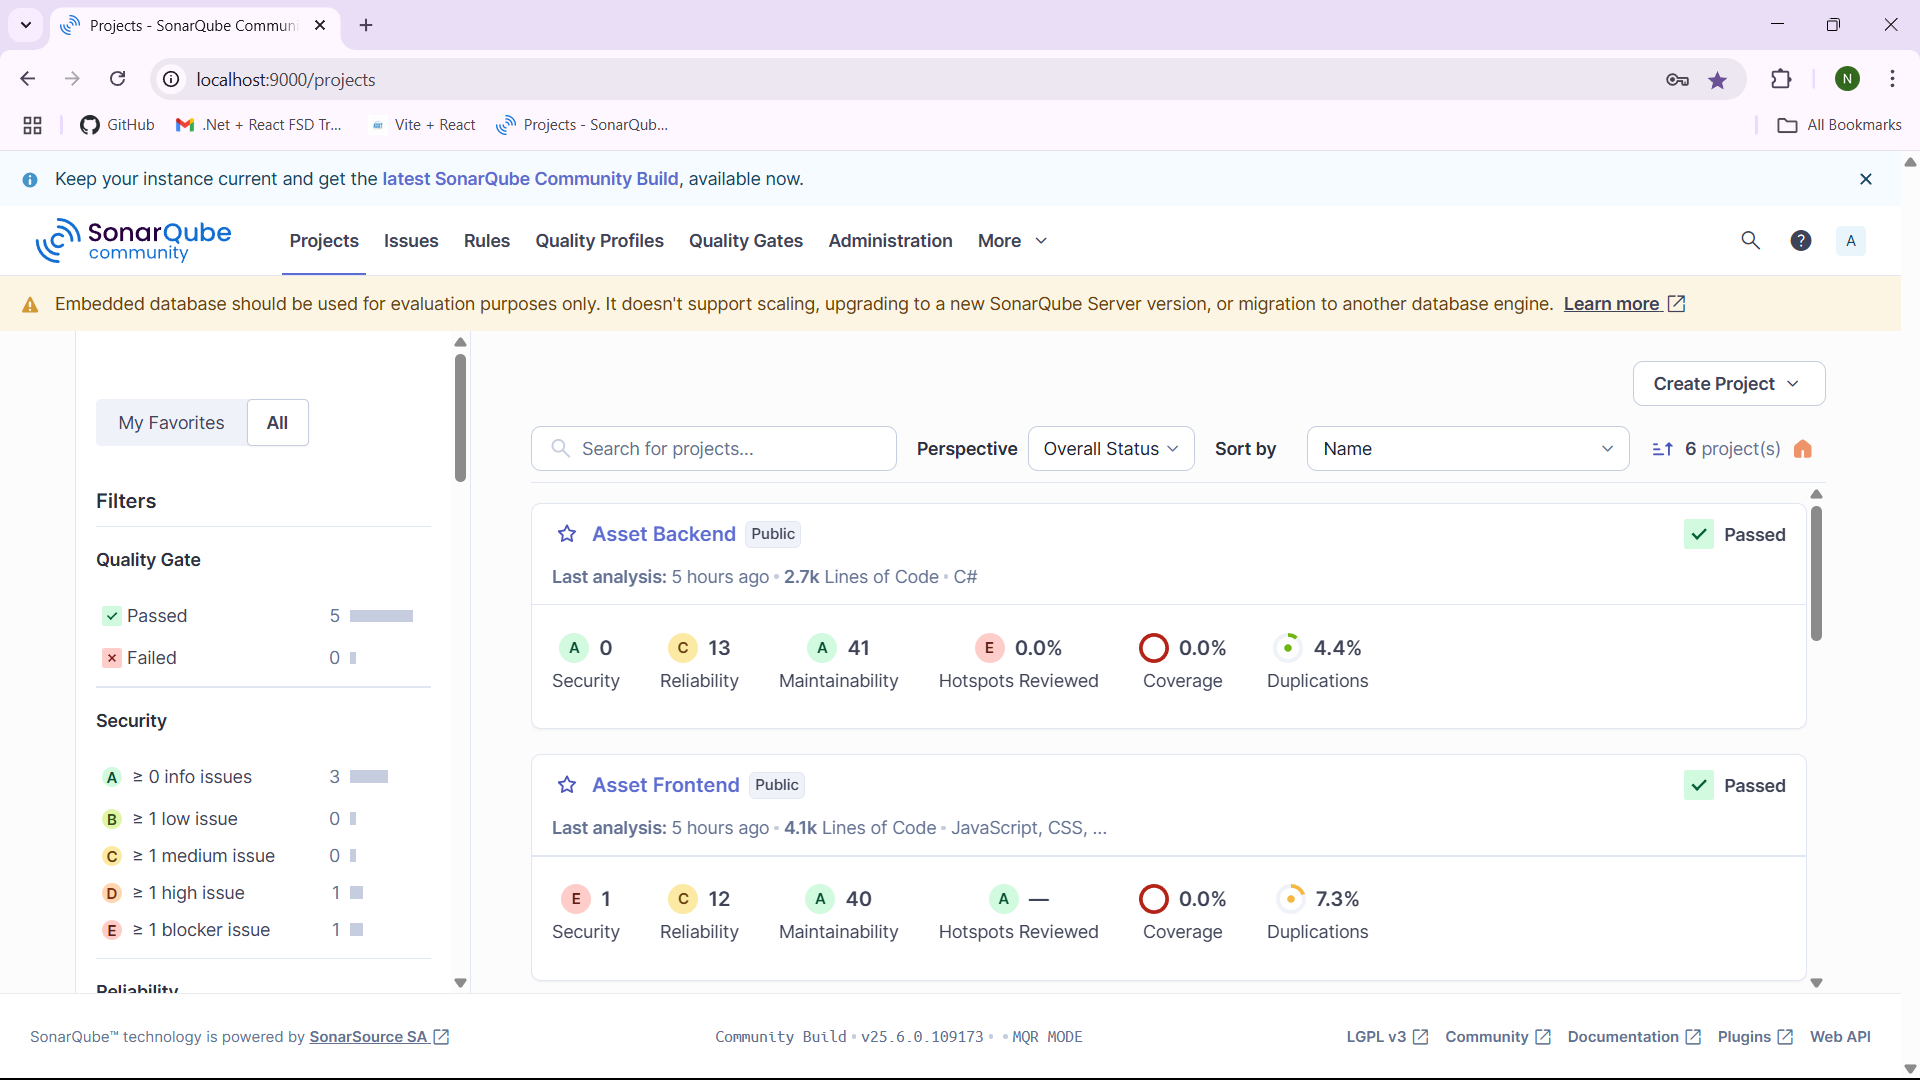 Projects - SonarQube Communi
localhost:9000/projects
N
GitHub
.Net + React FSD Tr...
Vite + React
Projects - SonarQub...
All Bookmarks
Keep your instance current and get the latest SonarQube Community Build, available now.
SonarQube
community
Projects
Issues
Rules
Quality Profiles
Quality Gates
Administration
More
?
A
Embedded database should be used for evaluation purposes only. It doesn't support scaling, upgrading to a new SonarQube Server version, or migration to another database engine. Learn more
My Favorites
All
Filters
Quality Gate
Passed 5
Failed 0
Security
A ≥ 0 info issues 3
B ≥ 1 low issue 0
C ≥ 1 medium issue 0
D ≥ 1 high issue 1
E ≥ 1 blocker issue 1
Reliability
Create Project
Search for projects...
Perspective
Overall Status
Sort by
Name
6 project(s)
Asset Backend Public
Passed
Last analysis: 5 hours ago • 2.7k Lines of Code • C#
A 0
C 13
A 41
E 0.0%
0.0%
4.4%
Security
Reliability
Maintainability
Hotspots Reviewed
Coverage
Duplications
Asset Frontend Public
Passed
Last analysis: 5 hours ago • 4.1k Lines of Code • JavaScript, CSS, ...
E 1
C 12
A 40
A —
0.0%
7.3%
Security
Reliability
Maintainability
Hotspots Reviewed
Coverage
Duplications
SonarQube™ technology is powered by SonarSource SA
Community Build • v25.6.0.109173 • • MQR MODE
LGPL v3
Community
Documentation
Plugins
Web API